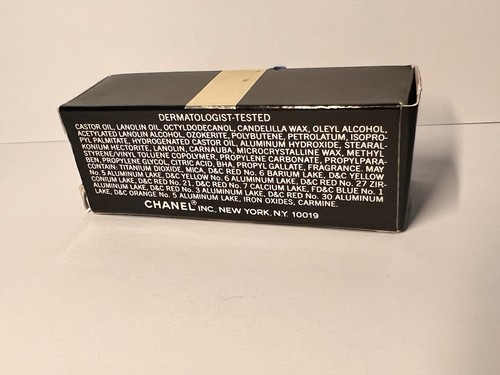 DERMATOLOGIST-TESTED
CASTOR OIL, LANOLIN OIL, OCTYLDODECANOL, CANDELILLA WAX, OLEYL ALCOHOL,
ACETYLATED LANOLIN ALCOHOL, OZOKERITE, POLYBUTENE, PETROLATUM, ISOPRO-
PYL PALMITATE, HYDROGENATED CASTOR OIL, ALUMINUM HYDROXIDE, STEARAL-
KONIUM HECTORITE, LANOLIN, CARNAUBA, MICROCRYSTALLINE WAX, METHYL
STYRENE/VINYL TOLUENE COPOLYMER, PROPYLENE CARBONATE, PROPYLPARA-
BEN, PROPYLENE GLYCOL, CITRIC ACID, BHA, PROPYL GALLATE, FRAGRANCE. MAY
CONTAIN: TITANIUM DIOXIDE, MICA, D&C RED No. 6 BARIUM LAKE, D&C YELLOW
No. 5 ALUMINUM LAKE, D&C YELLOW No. 6 ALUMINUM LAKE, D&C RED No. 27 ZIR-
CONIUM LAKE, D&C RED No. 21, D&C RED No. 7 CALCIUM LAKE, FD&C BLUE No. 1
ALUMINUM LAKE, D&C RED No. 3 ALUMINUM LAKE, D&C RED No. 30 ALUMINUM
LAKE, D&C ORANGE No. 5 ALUMINUM LAKE, IRON OXIDES, CARMINE.
CHANEL® INC, NEW YORK, N.Y. 10019